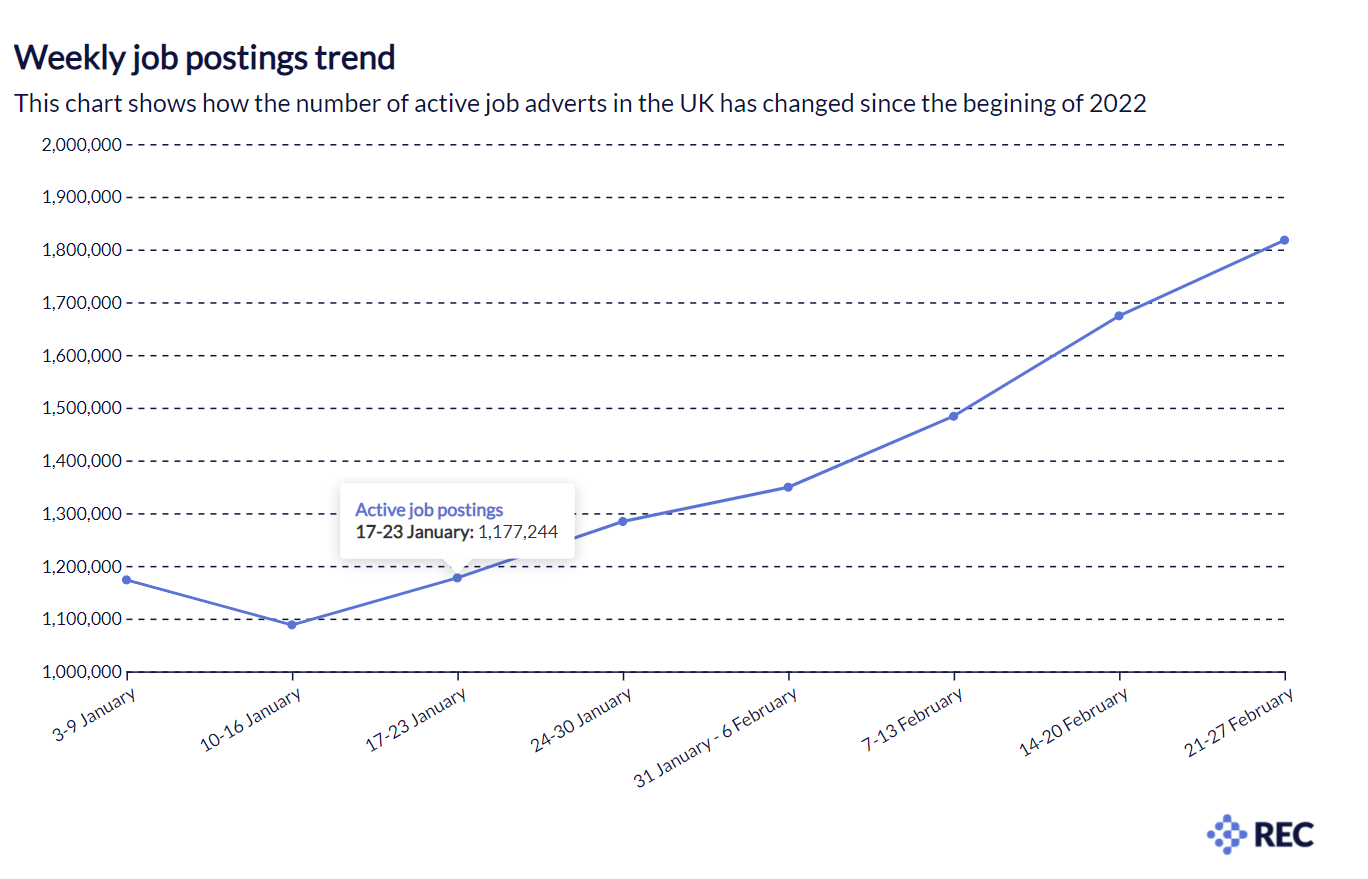 Weekly job postings trend
This chart shows how the number of active job adverts in the UK has changed since the begining of 2022
2,000,000
1,900,000
1,800,000
1,700,000
1,600,000
1,500,000
1,400,000
1,300,000
1,200,000
1,100,000
1,000,000
Active job postings
17-23 January: 1,177,244
3-9 January
10-16 January
17-23 January
24-30 January
31 January - 6 February
7-13 February
14-20 February
21-27 February
REC